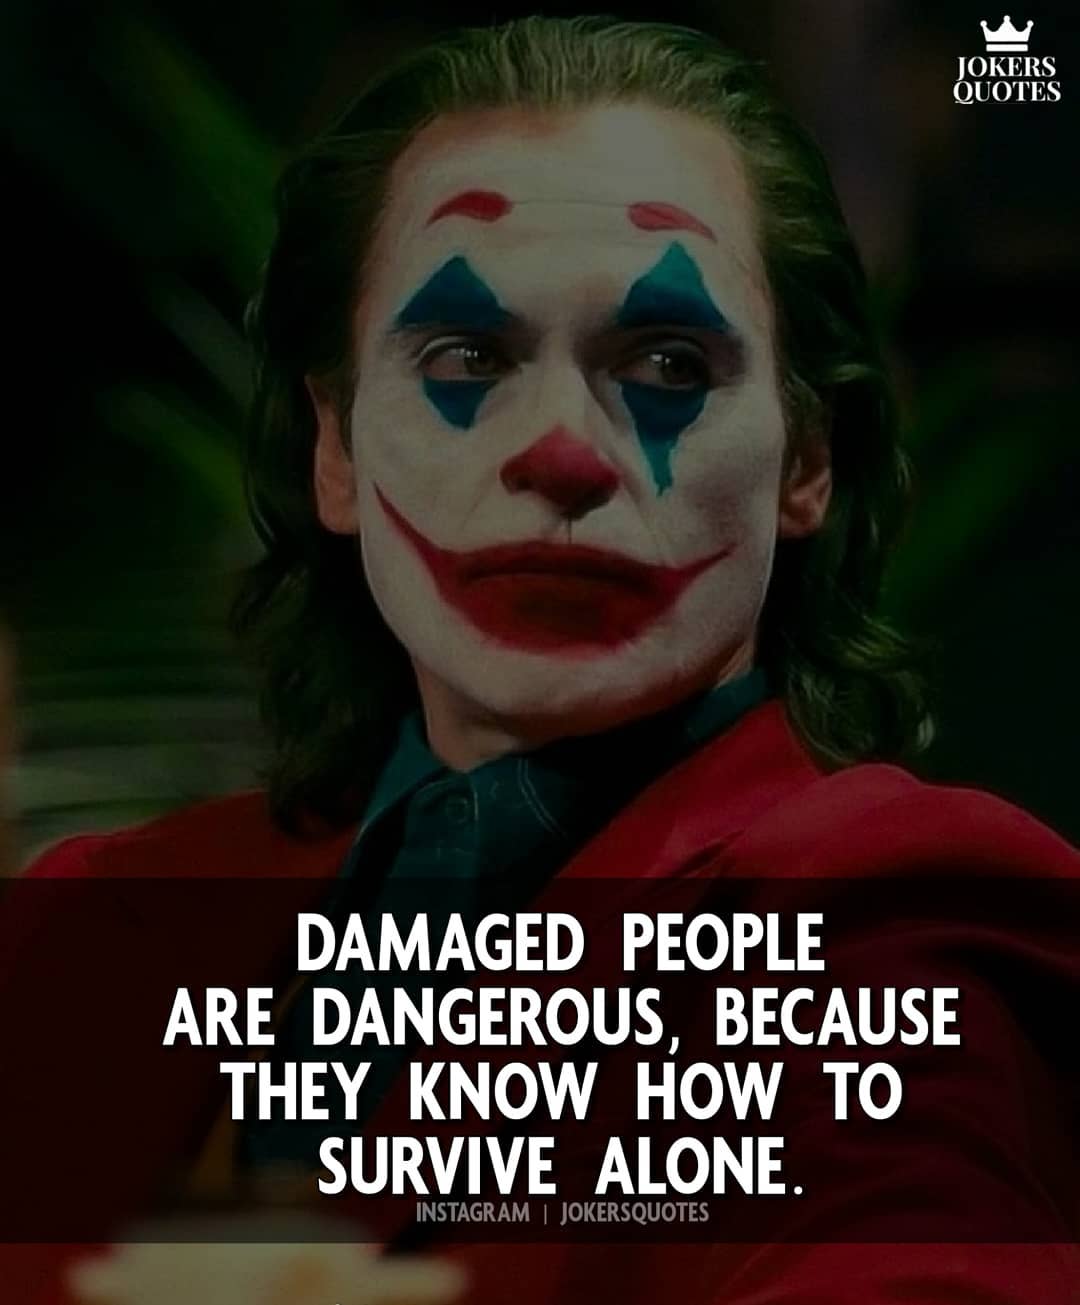 JOKERS
QUOTES
DAMAGED PEOPLE
ARE DANGEROUS, BECAUSE
THEY KNOW HOW TO
SURVIVE ALONE.
INSTAGRAM | JOKERSQUOTES